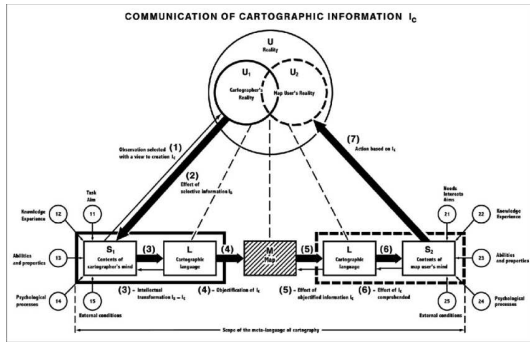 COMMUNICATION OF CARTOGRAPHIC INFORMATION Ic
U
Reality
U₁
Cartographer's
Reality
U₂
Map User's Reality
(1)
Observation selected
with a view to creation Ic
(2)
Effect of
selective information Is
(7)
Action based on Ic
Task
Aim
11
Knowledge
Experience
12
Abilities
and properties
13
Psychological
processes
14
15
External conditions
S₁
Contents of
cartographer's mind
(3)
L
Cartographic
language
(4)
M
Map
(5)
L
Cartographic
language
(6)
S₂
Contents of map
user's mind
Needs
Interests
Aims
21
22
Knowledge
Experience
23
Abilities
and properties
24
Psychological
processes
25
External conditions
(3) - Intellectual
transformation Is – Ic
(4) - Objectification of Ic
(5) - Effect of
objectified information Ic
(6) - Effect of Ic
comprehended
Scope of the meta-language of cartography